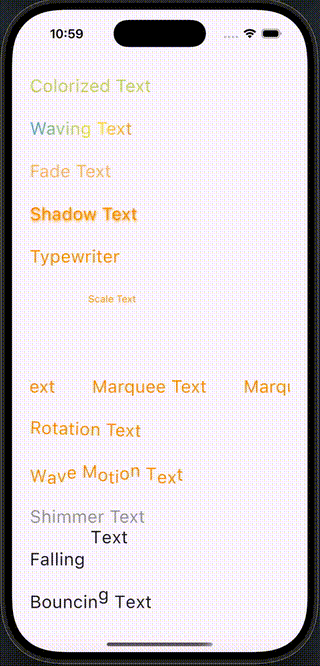 10:59
Colorized Text
Waving Text
Fade Text
Shadow Text
Typewriter
Scale Text
ext Marquee Text Marqu
Rotation Text
Wave Motion Text
Shimmer Text
Text
Falling
Bouncing Text